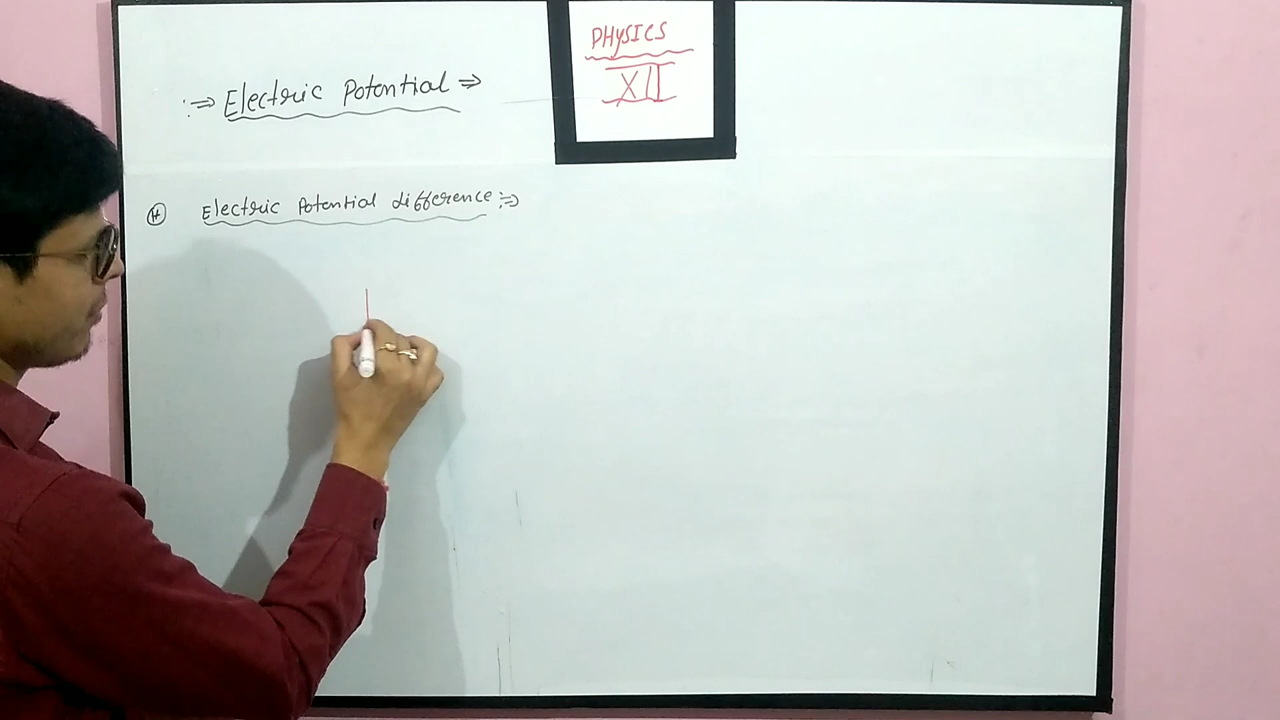 PHYSICS
XII
:⇒ Electric Potential ⇒
(H) Electric Potential difference :⇒